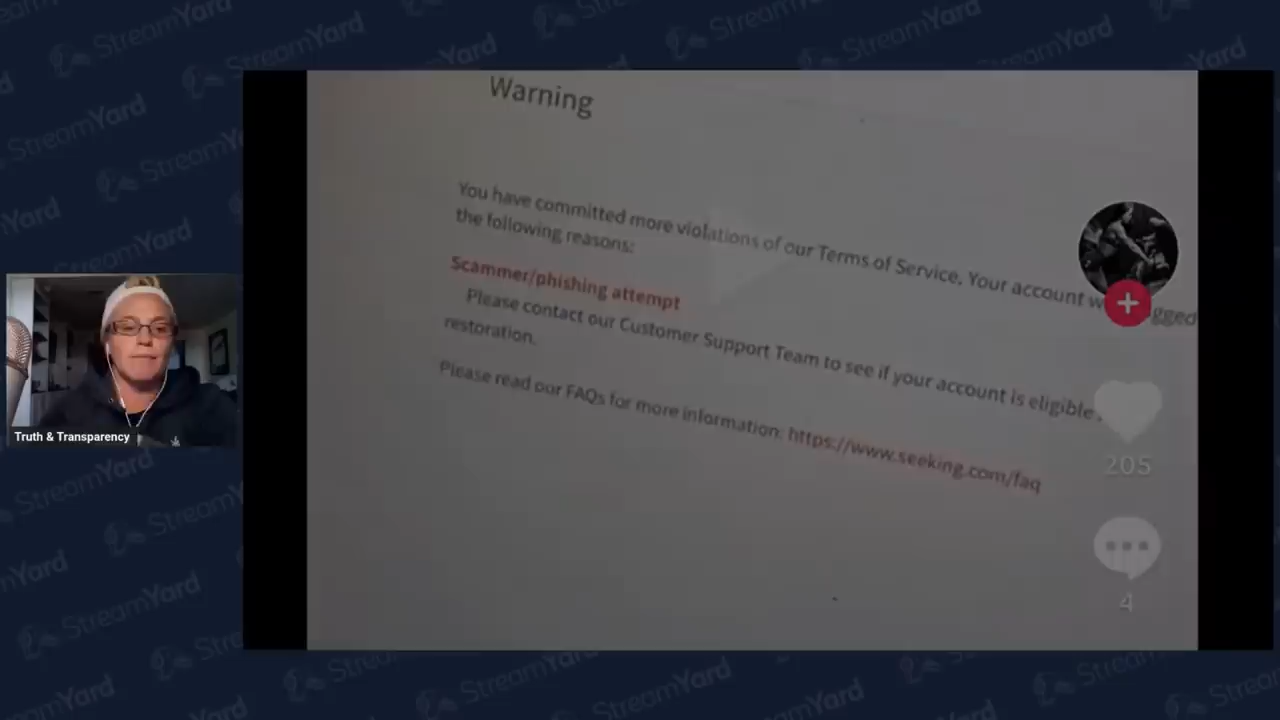 StreamYard
Warning
You have committed more violations of our Terms of Service. Your account
the following reasons:
Scammer/phishing attempt
Please contact our Customer Support Team to see if your account is eligible
restoration.
Please read our FAQs for more information: https://www.seeking.com/faq
205
4
Truth & Transparency